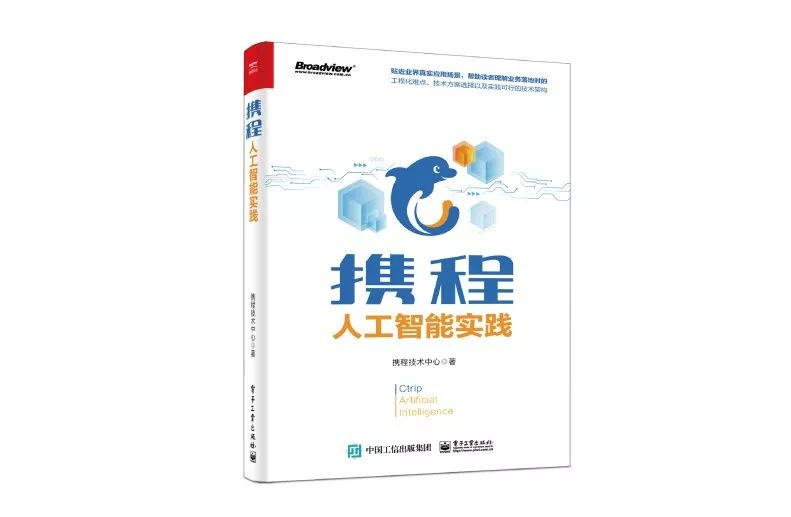 携程
人工智能实践
携程技术中心◎著
電子工業出版社
Broadview®
www.broadview.com.cn
贴近业界真实应用场景,帮助读者理解业务落地时的
工程化难点、技术方案选择以及实践可行的技术架构
携程
人工智能实践
携程技术中心◎著
Ctrip
Artificial
Intelligence
中国工信出版集团
電子工業出版社